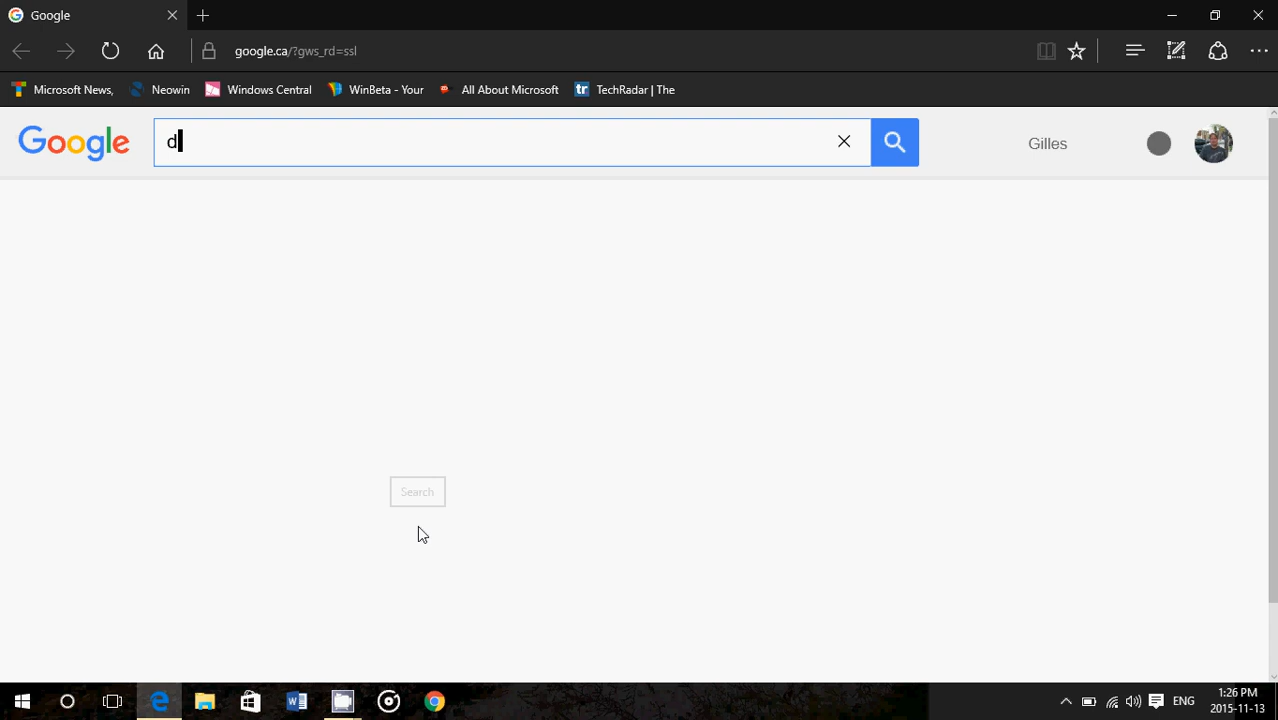 Google
google.ca/?gws_rd=ssl
Microsoft News, Neowin Windows Central WinBeta - Your All About Microsoft tr TechRadar | The
Google d Gilles
Search
ENG 1:26 PM
2015-11-13